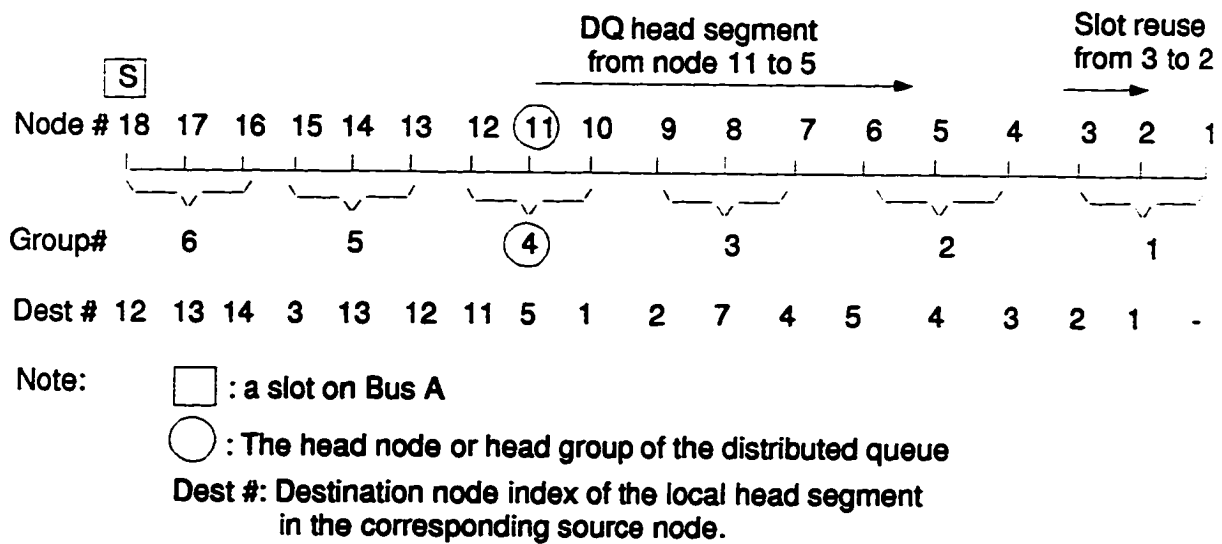 DQ head segment
from node 11 to 5
Slot reuse
from 3 to 2
S
Node # 18 17 16 15 14 13 12 11 10 9 8 7 6 5 4 3 2 1
Group# 6 5 4 3 2 1
Dest # 12 13 14 3 13 12 11 5 1 2 7 4 5 4 3 2 1 -
Note:
: a slot on Bus A
: The head node or head group of the distributed queue
Dest #: Destination node index of the local head segment
in the corresponding source node.